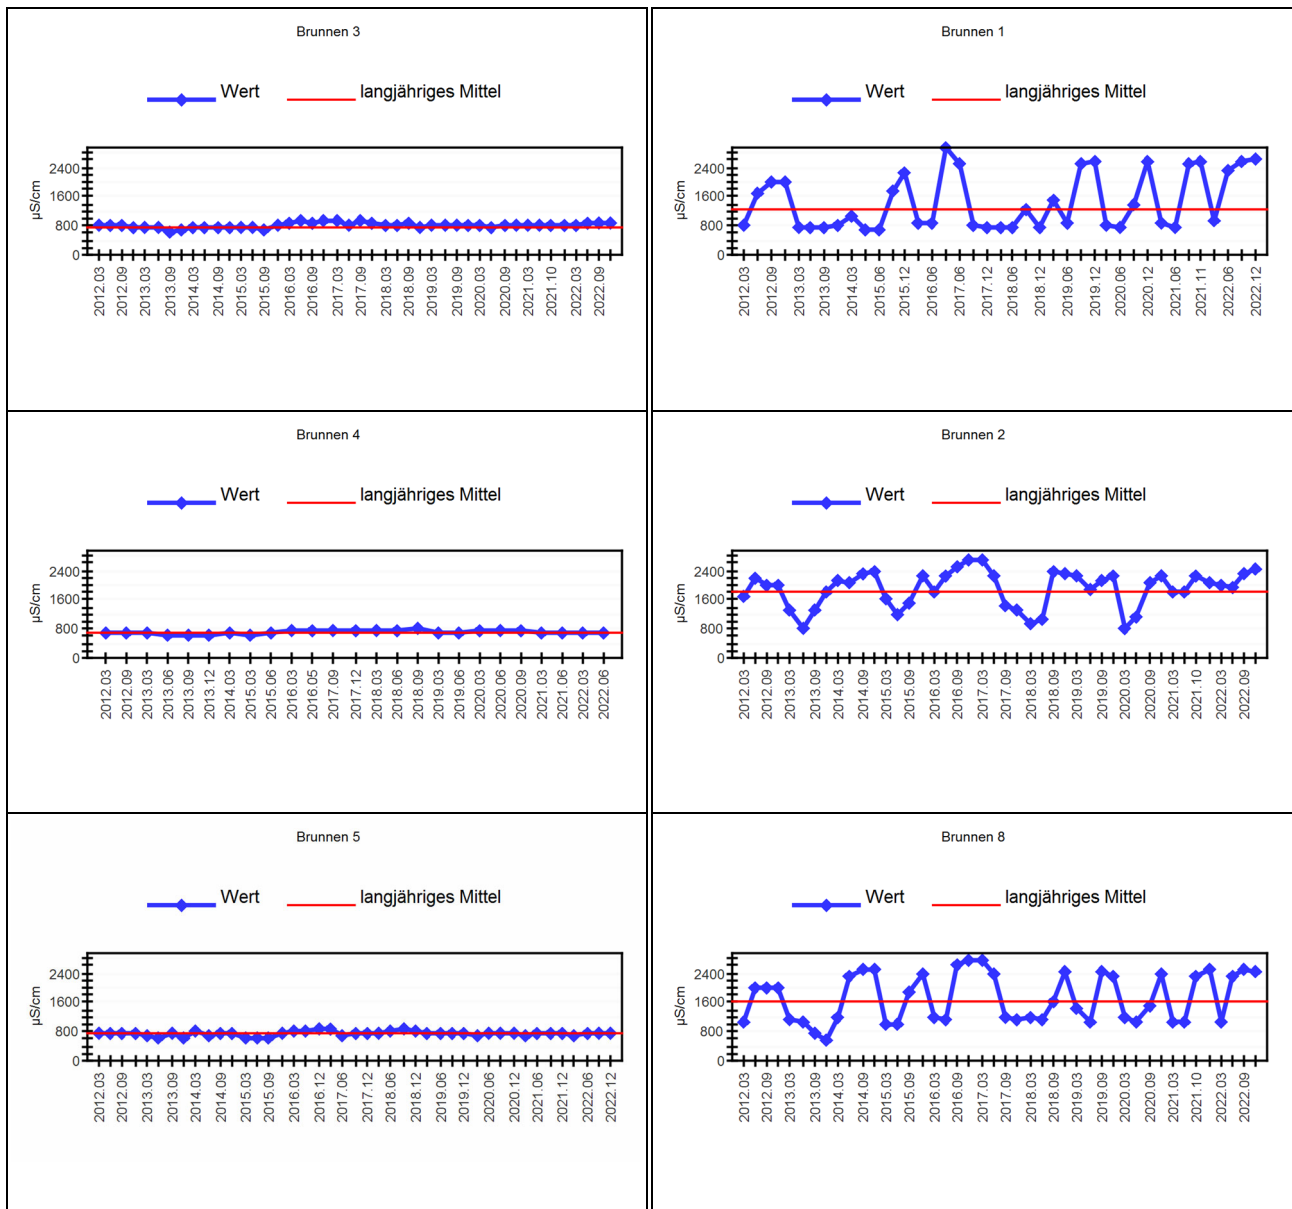 Brunnen 3
Wert langjähriges Mittel
µS/cm
2400
1600
800
0
2012.03 2012.09 2013.03 2013.09 2014.03 2014.09 2015.03 2015.09 2016.03 2016.09 2017.03 2017.09 2018.03 2018.09 2019.03 2019.09 2020.03 2020.09 2021.03 2021.10 2022.03 2022.09
Brunnen 1
Wert langjähriges Mittel
µS/cm
2400
1600
800
0
2012.03 2012.09 2013.03 2013.09 2014.03 2015.06 2015.12 2016.06 2017.06 2017.12 2018.06 2018.12 2019.06 2019.12 2020.06 2020.12 2021.06 2021.11 2022.06 2022.12
Brunnen 4
Wert langjähriges Mittel
2400
1600
800
0
2012.03 2012.09 2013.03 2013.06 2013.09 2013.12 2014.03 2015.03 2015.06 2016.03 2016.05 2017.09 2017.12 2018.03 2018.06 2018.09 2019.03 2019.06 2020.03 2020.06 2020.09 2021.03 2021.06 2022.03 2022.06
Brunnen 2
Wert langjähriges Mittel
µS/cm
2400
1600
800
0
2012.03 2012.09 2013.03 2013.09 2014.03 2014.09 2015.03 2015.09 2016.03 2016.09 2017.03 2017.09 2018.03 2018.09 2019.03 2019.09 2020.03 2020.09 2021.03 2021.10 2022.03 2022.09
Brunnen 5
Wert langjähriges Mittel
µS/cm
2400
1600
800
0
2012.03 2012.09 2013.03 2013.09 2014.03 2014.09 2015.03 2015.09 2016.03 2016.12 2017.06 2017.12 2018.06 2018.12 2019.06 2019.12 2020.06 2020.12 2021.06 2021.12 2022.06 2022.12
Brunnen 8
Wert langjähriges Mittel
µS/cm
2400
1600
800
0
2012.03 2012.09 2013.03 2013.09 2014.03 2014.09 2015.03 2015.09 2016.03 2016.09 2017.03 2017.09 2018.03 2018.09 2019.03 2019.09 2020.03 2020.09 2021.03 2021.10 2022.03 2022.09